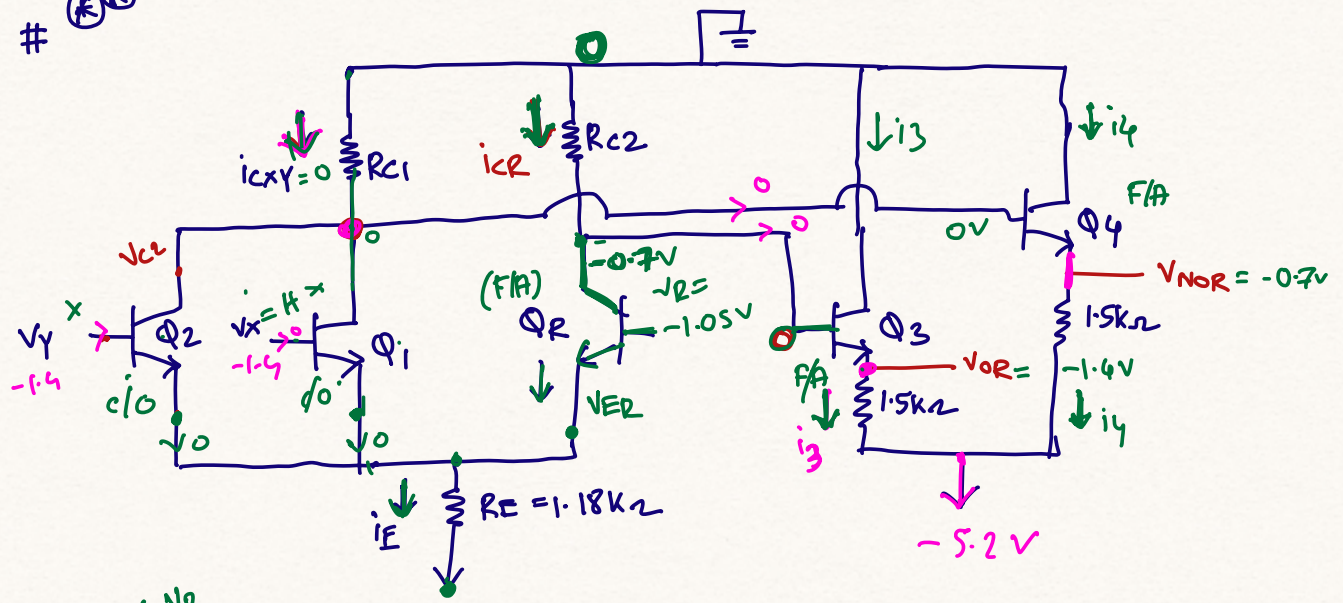 #
0
iCXY=0
RC1
iCR
RC2
i3
i4
F/A
0
0
0
0V
Q4
VNOR = -0.7V
VC2
-0.7V
(F/A)
VR=
-1.05V
X
VY
-1.4
Q2
c/o
0
-1.4
0
Q1
0
QR
VER
Q3
F/A
VOR = -1.4V
1.5KΩ
1.5KΩ
i3
i4
iE
RE = 1.18KΩ
-5.2V